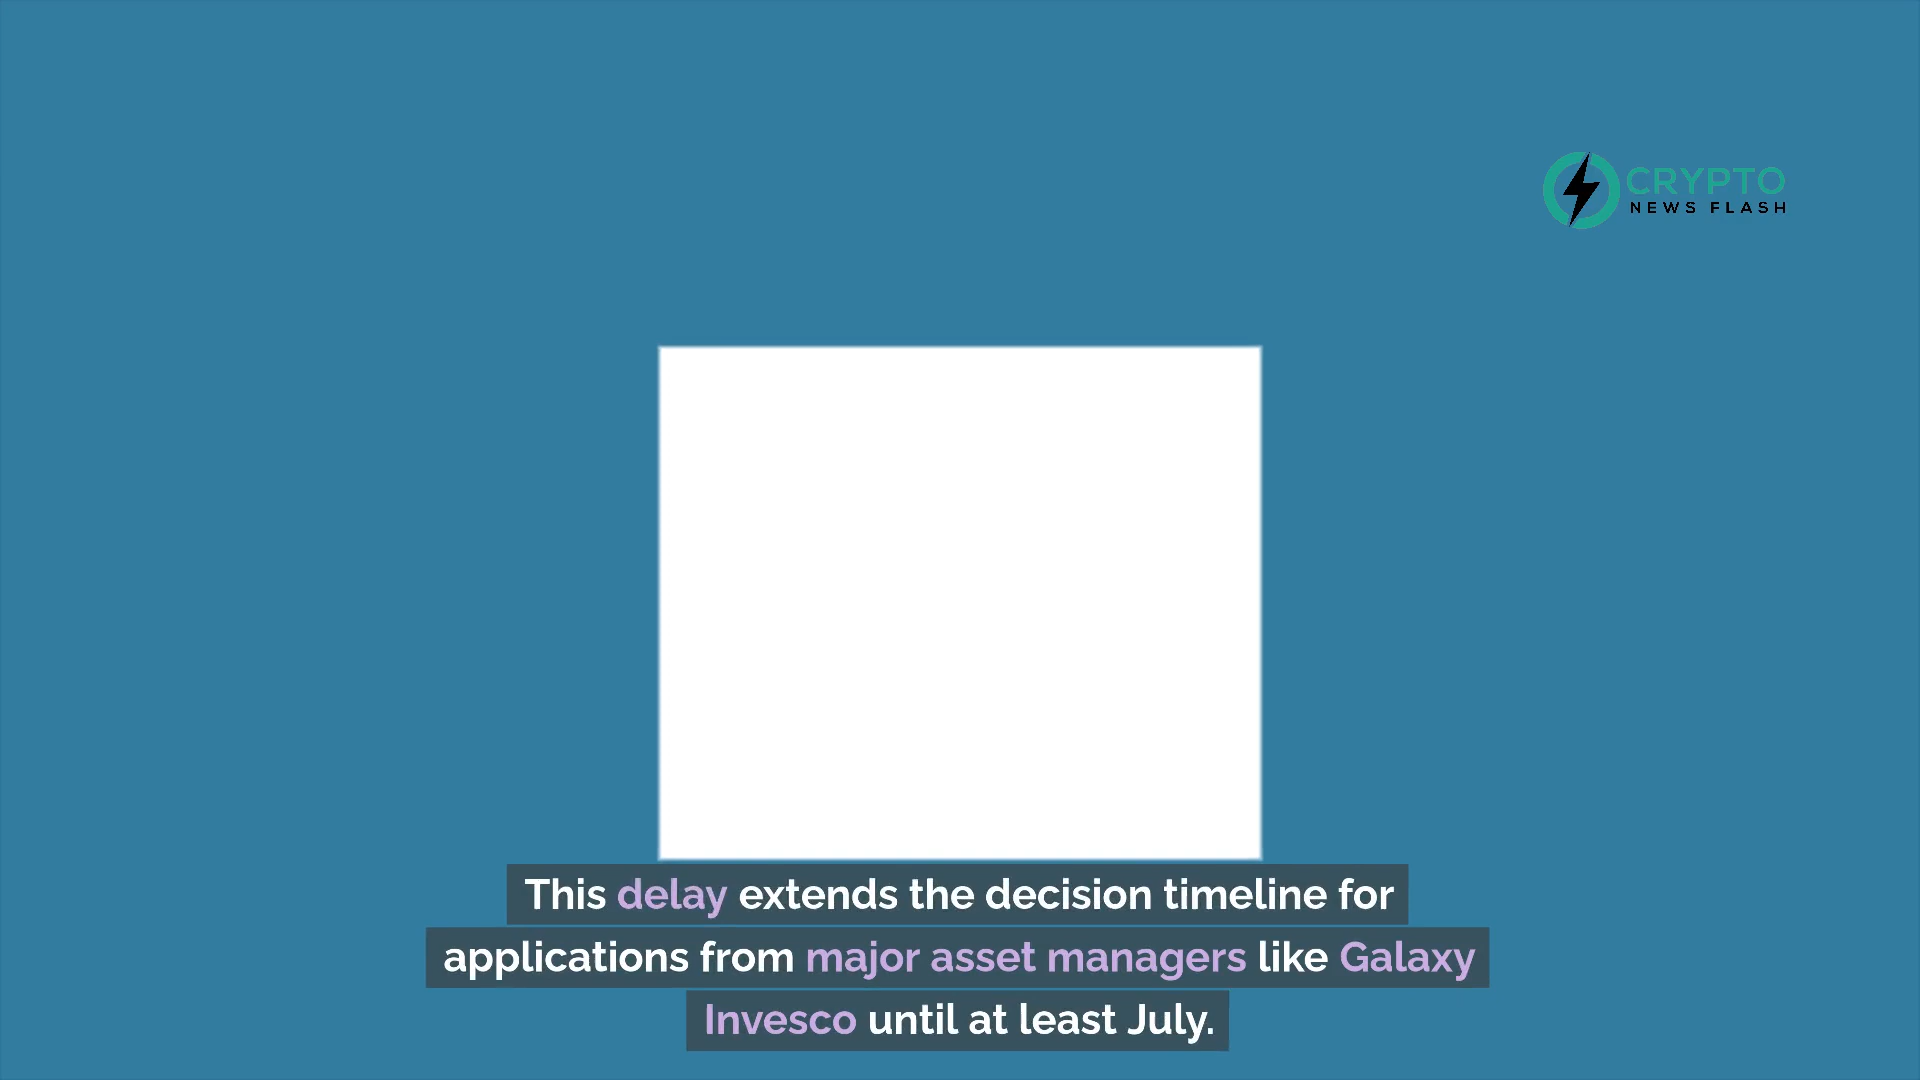 CRYPTO
NEWS FLASH
This delay extends the decision timeline for
applications from major asset managers like Galaxy
Invesco until at least July.